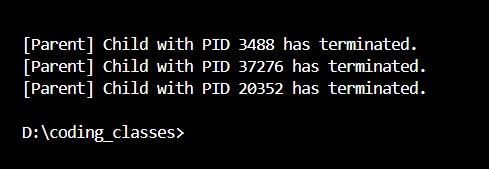 [Parent] Child with PID 3488 has terminated.
[Parent] Child with PID 37276 has terminated.
[Parent] Child with PID 20352 has terminated.
D:\coding_classes>